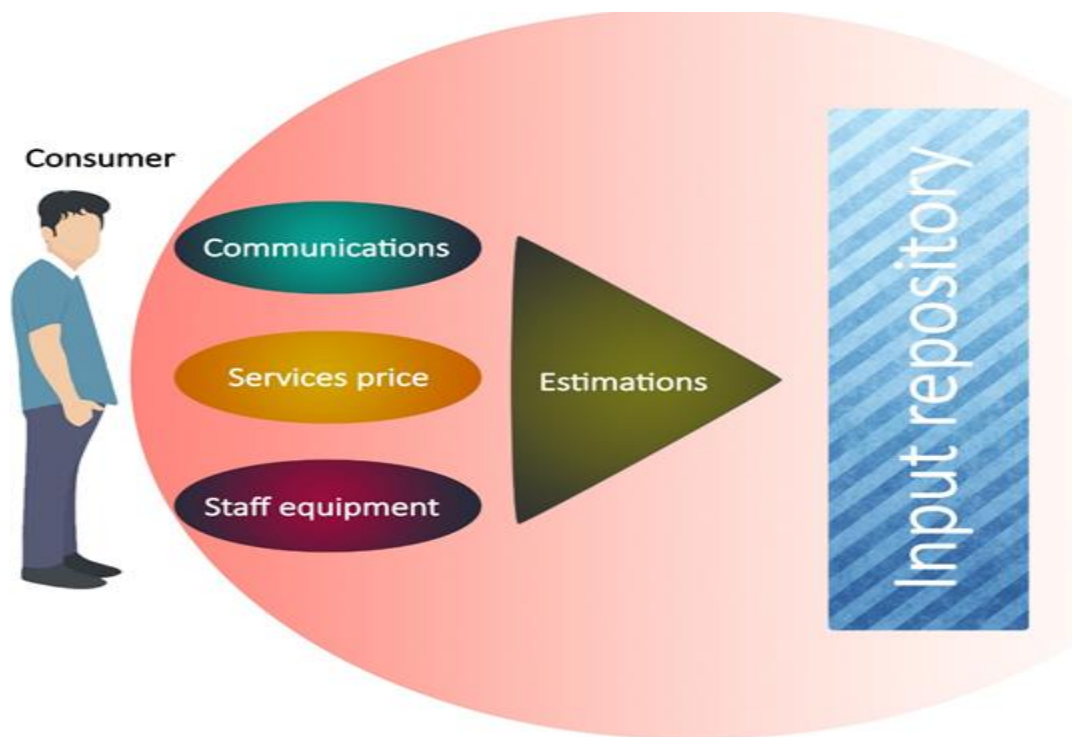 Consumer
Communications
Services price
Staff equipment
Estimations
Input repository